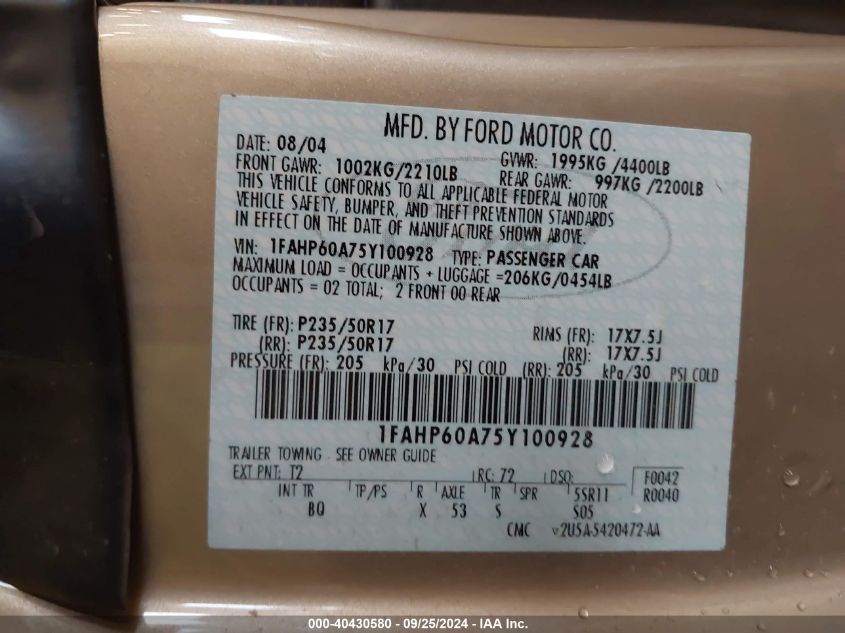 MFD. BY FORD MOTOR CO.
DATE: 08/04 GVWR: 1995KG/4400LB
FRONT GAWR: 1002KG/2210LB REAR GAWR: 997KG/2200LB
THIS VEHICLE CONFORMS TO ALL APPLICABLE FEDERAL MOTOR
VEHICLE SAFETY, BUMPER, AND THEFT PREVENTION STANDARDS
IN EFFECT ON THE DATE OF MANUFACTURE SHOWN ABOVE.
VIN: 1FAHP60A75Y100928 TYPE: PASSENGER CAR
MAXIMUM LOAD = OCCUPANTS + LUGGAGE =206KG/0454LB
OCCUPANTS = 02 TOTAL; 2 FRONT 00 REAR
TIRE (FR): P235/50R17 RIMS (FR): 17X7.5J
(RR): P235/50R17 (RR): 17X7.5J
PRESSURE (FR): 205 kPa/30 PSI COLD (RR): 205 kPa/30 PSI COLD
1FAHP60A75Y100928
TRAILER TOWING - SEE OWNER GUIDE
EXT PNT: T2 RC: 72 DSO: F0042
INT TR TP/PS R AXLE TR SPR 5SR11 R0040
BQ X 53 S S05
CMC v2U5A-5420472-AA
000-40430580 - 09/25/2024 - IAA Inc.